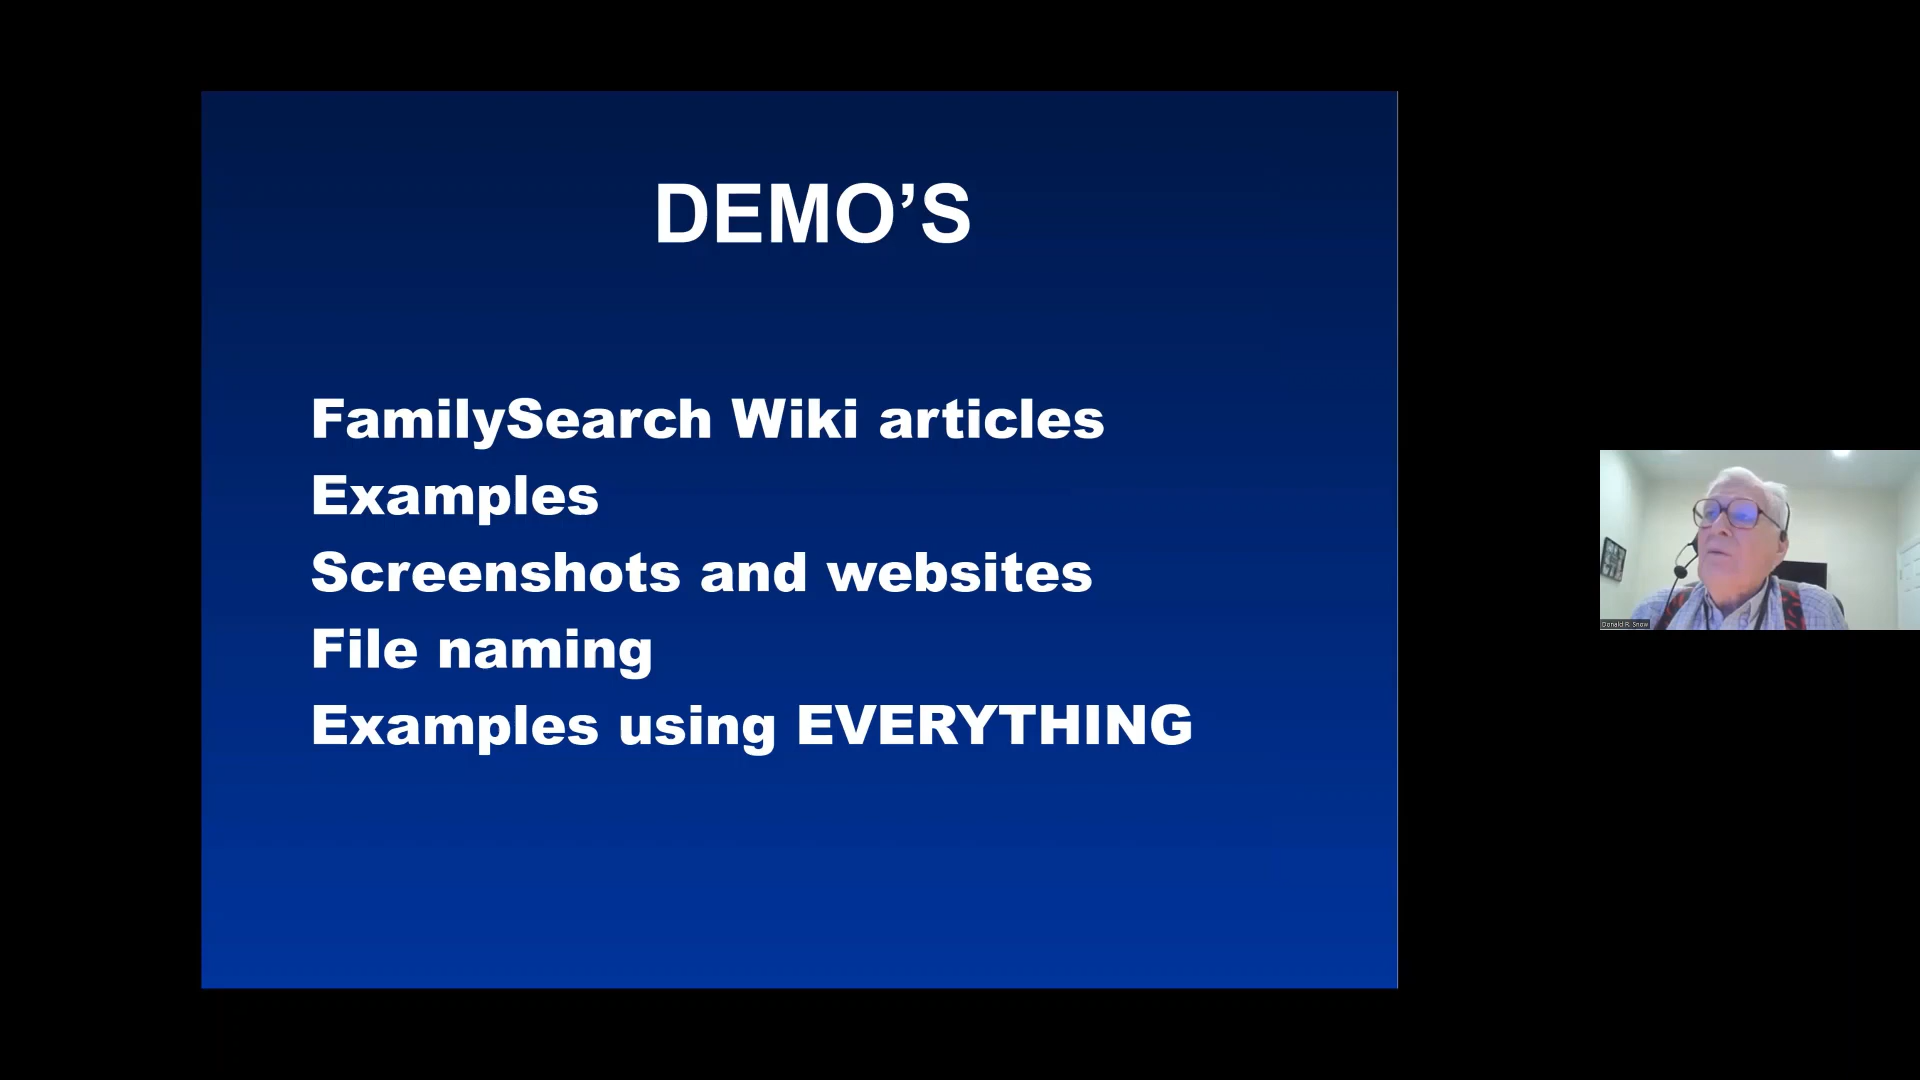 DEMO’S
FamilySearch Wiki articles
Examples
Screenshots and websites
File naming
Examples using EVERYTHING
Donald R. Snow